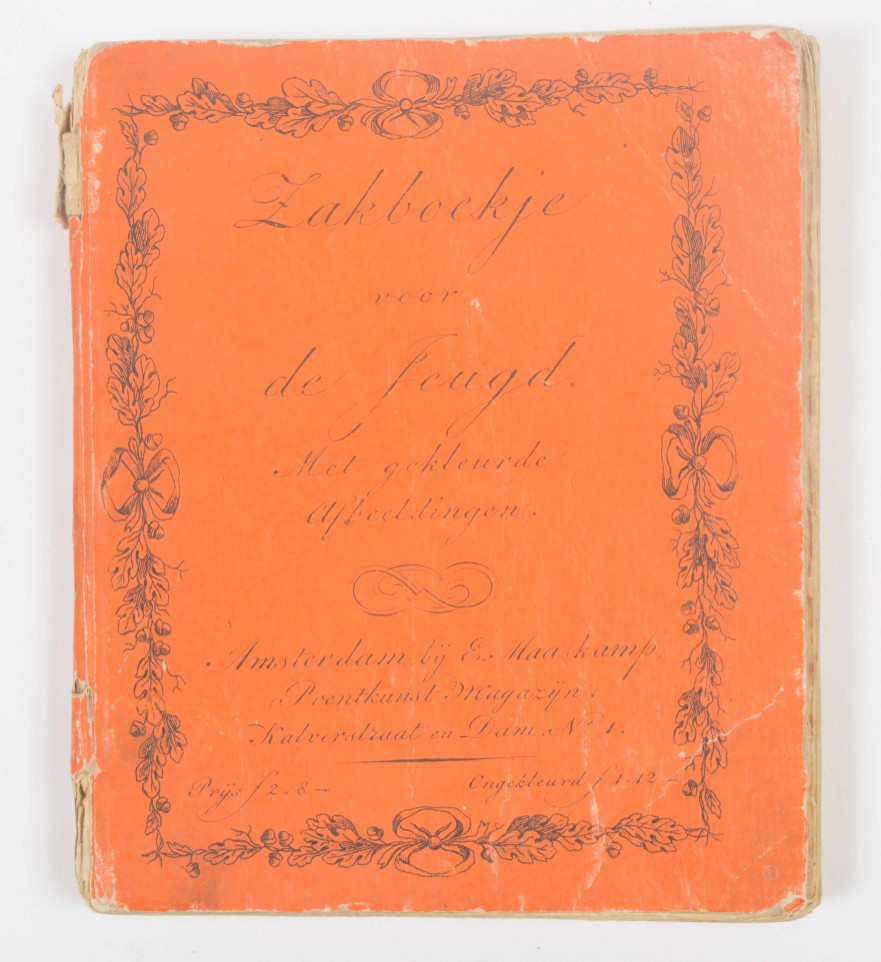 Zakboekje
voor
de Jeugd.
Met gekleurde
Afbeeldingen.
Amsterdam bij E. Maaskamp.
Prentkunst Magazijn.
Kalverstraat en Dam N.º 1.
Prijs f 2.8— Ongekleurd f 1.12—